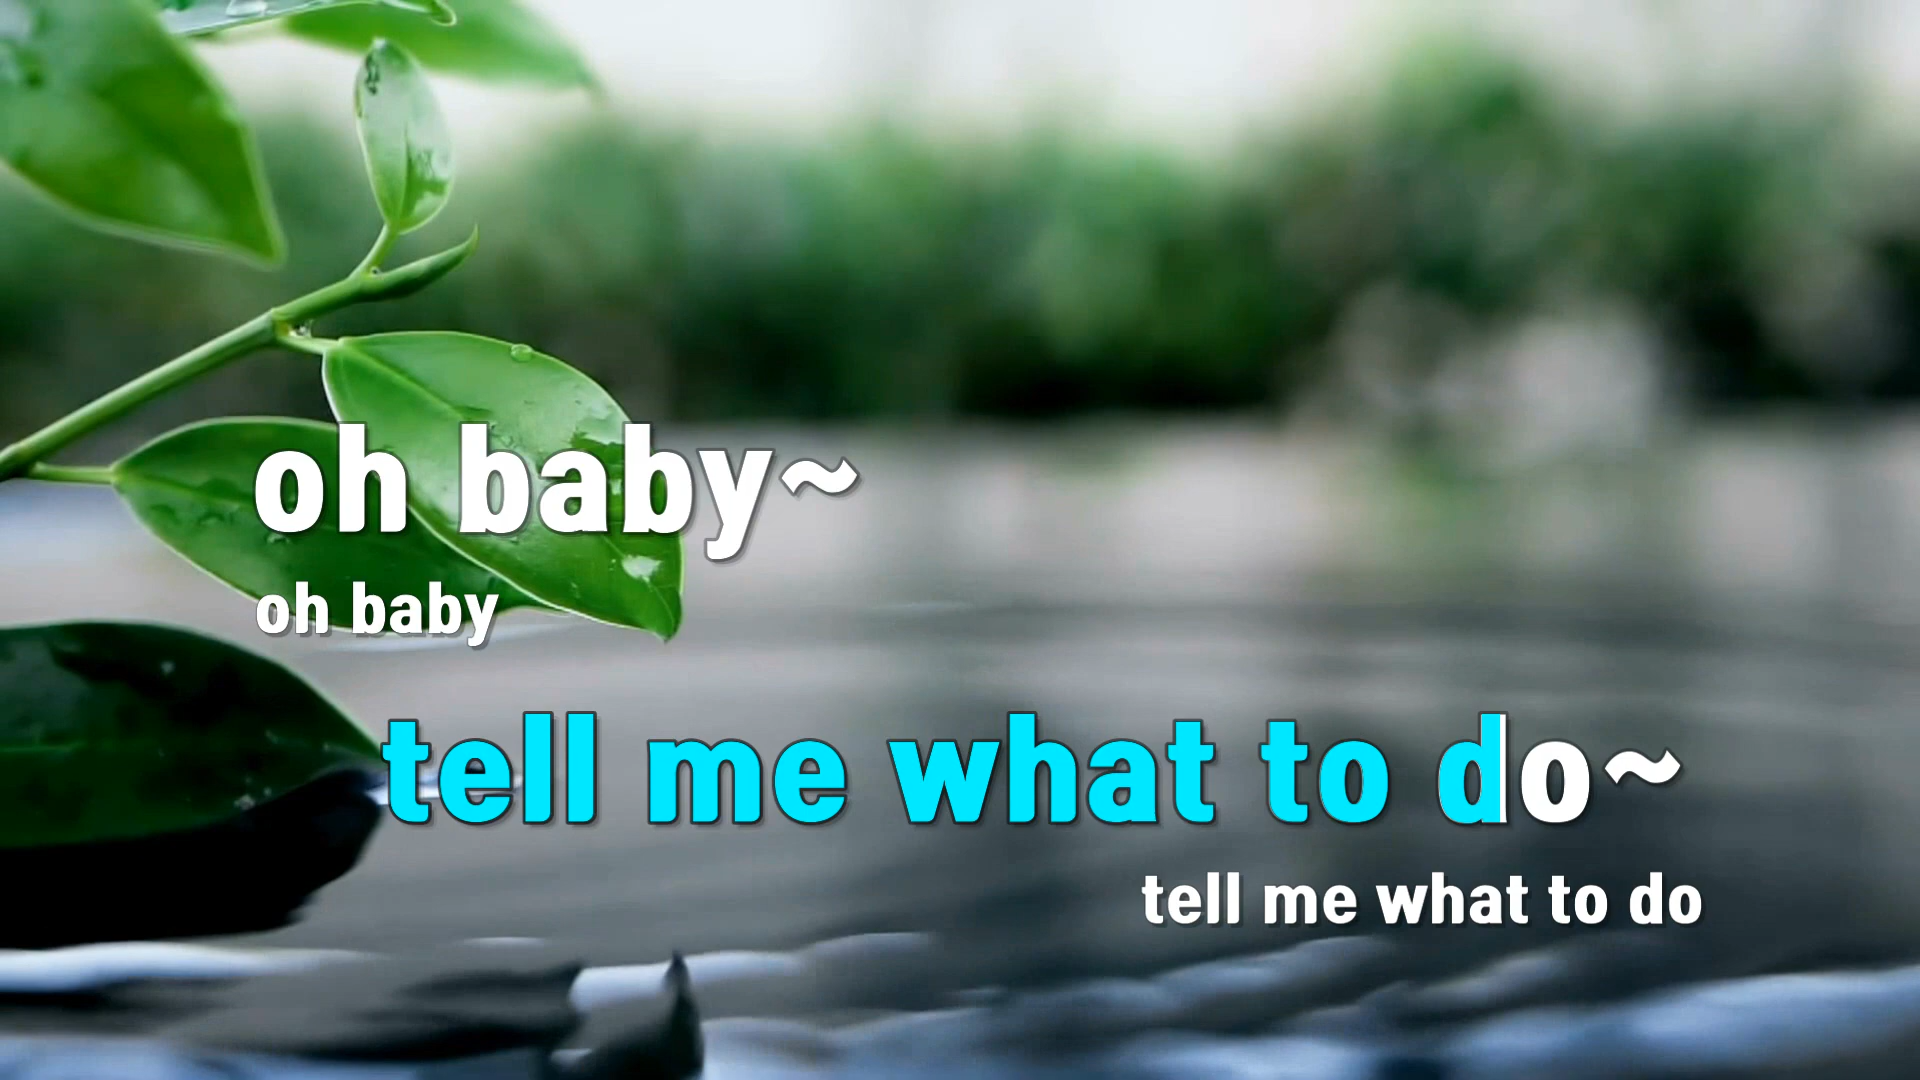 oh baby~
oh baby
tell me what to do~
tell me what to do